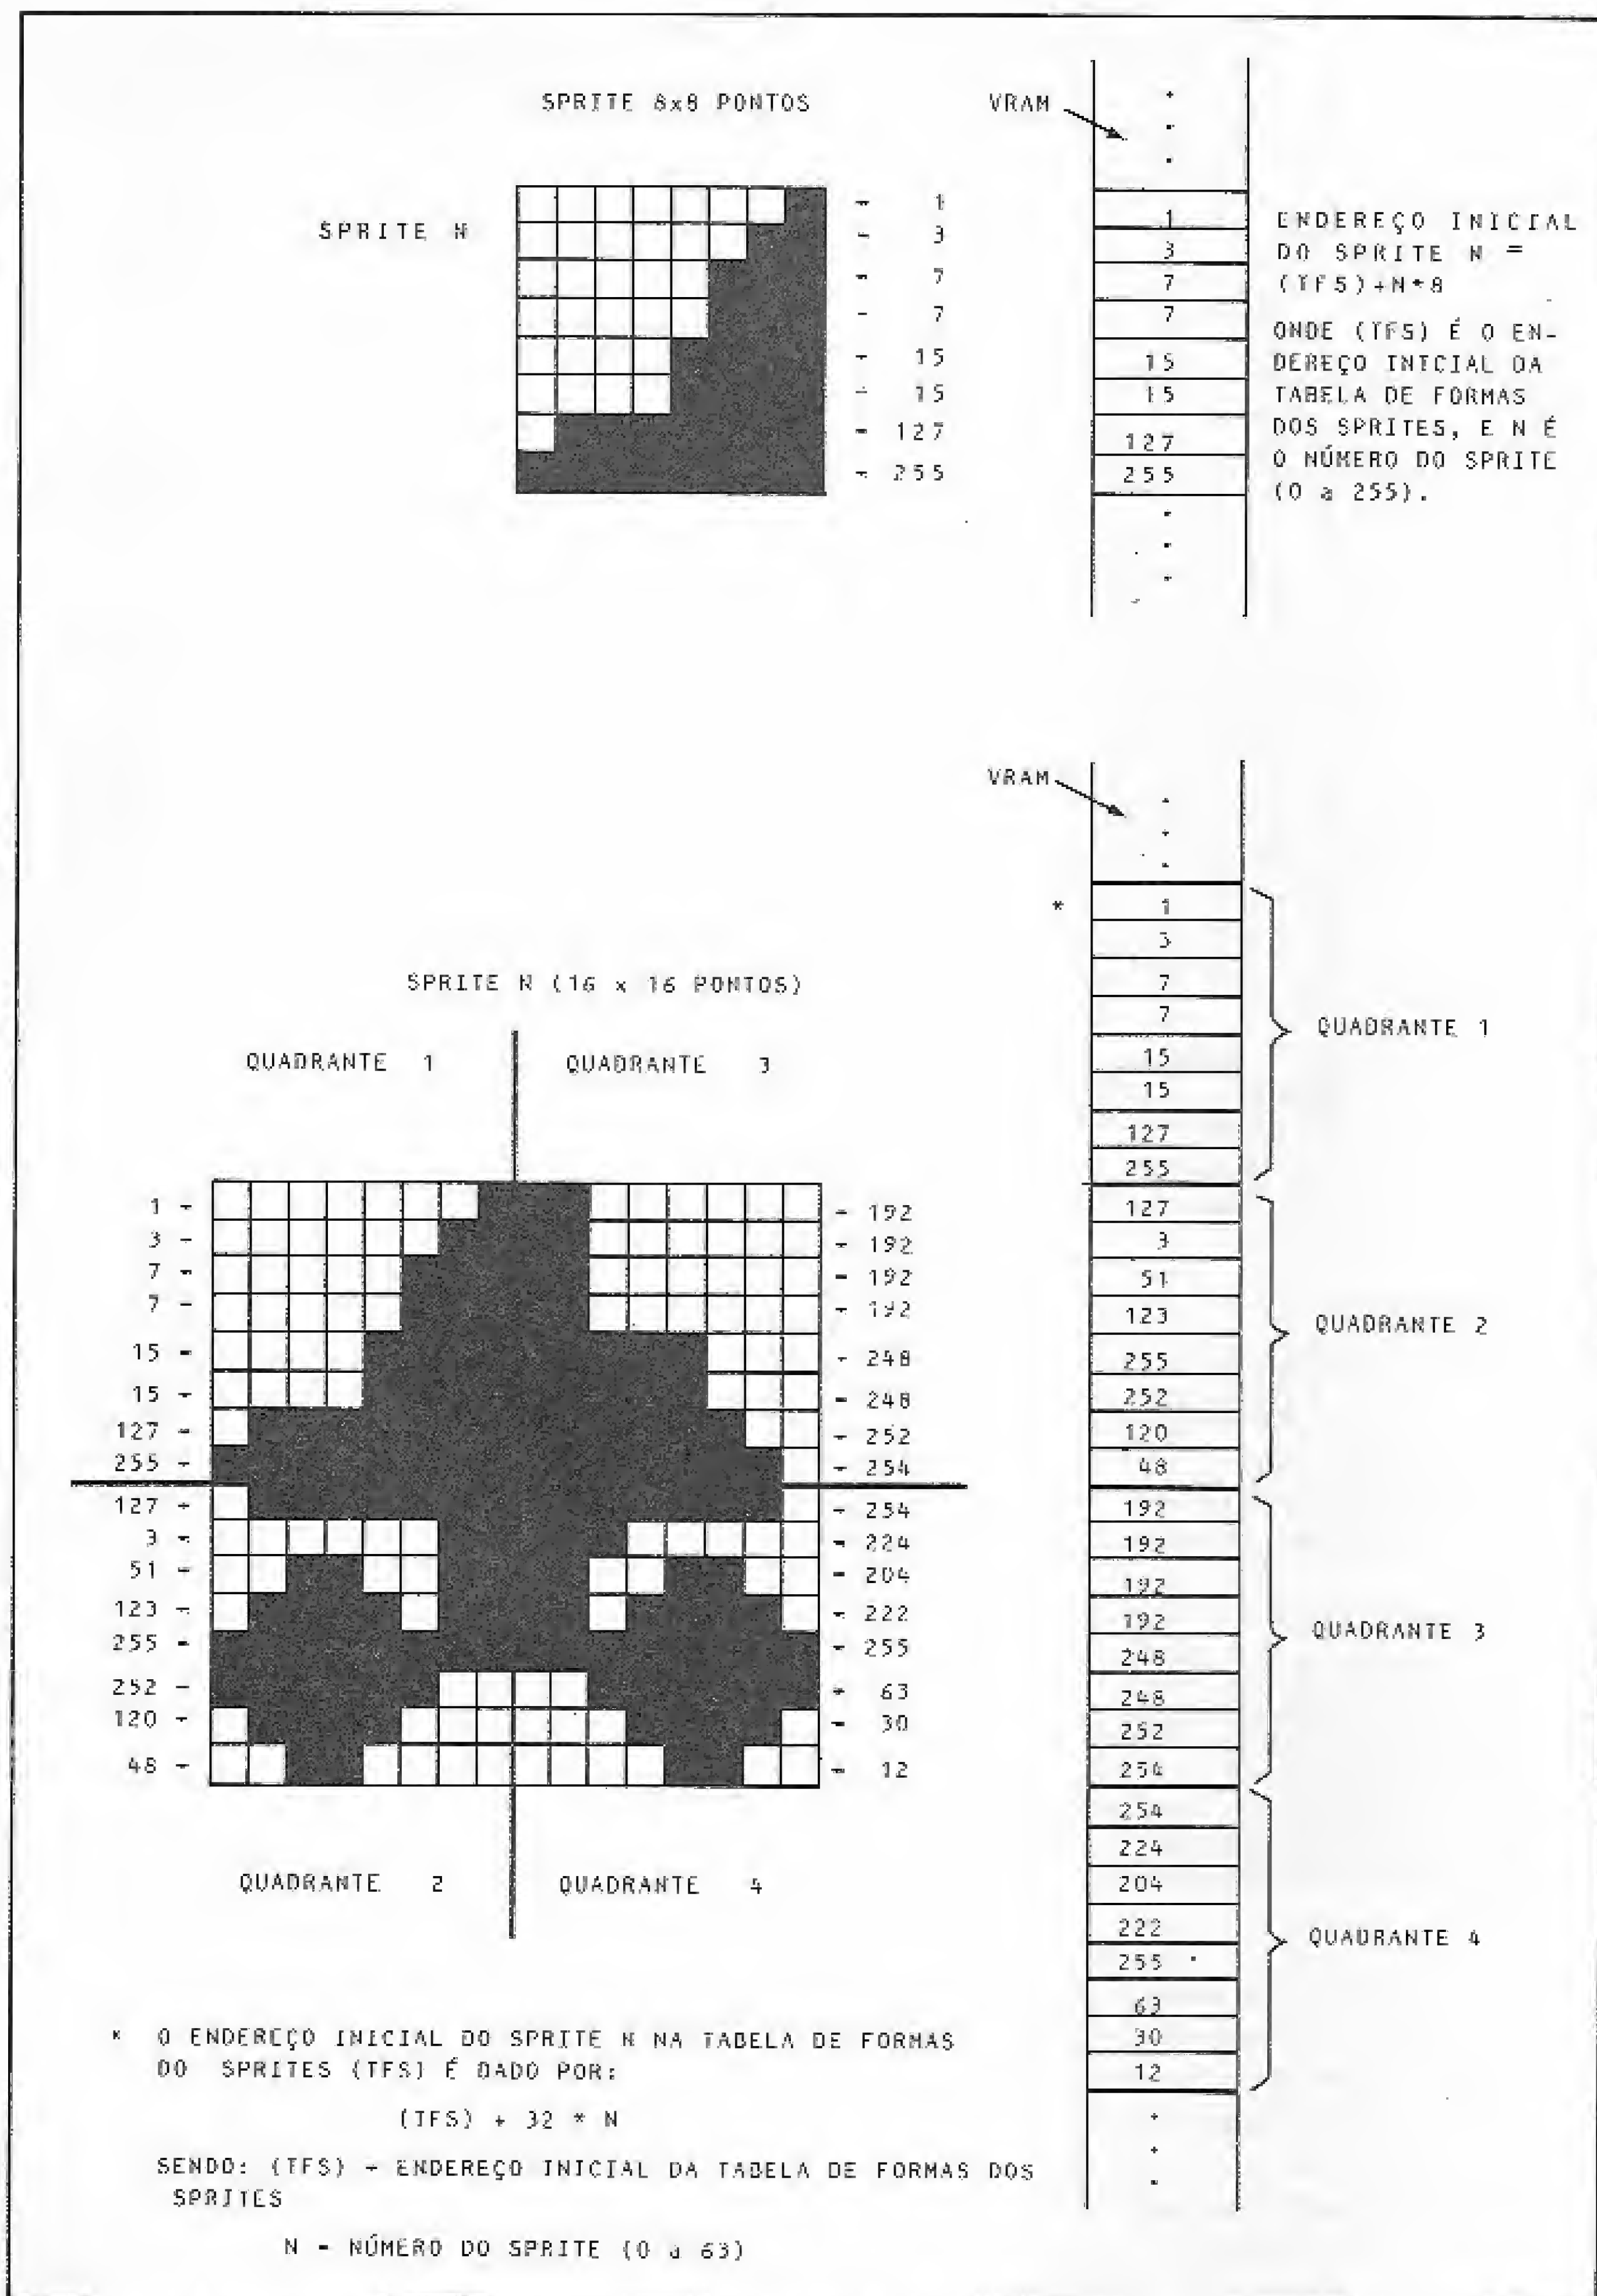 SPRITE 8x8 PONTOS
VRAM
SPRITE N
- 1
- 3
- 7
- 7
- 15
- 15
- 127
- 255
1
3
7
7
15
15
127
255
ENDEREÇO INICIAL
DO SPRITE N =
(TFS)+N*8
ONDE (TFS) É O EN-
DEREÇO INICIAL DA
TABELA DE FORMAS
DOS SPRITES, E N É
O NÚMERO DO SPRITE
(0 a 255).
SPRITE N (16 x 16 PONTOS)
QUADRANTE 1
QUADRANTE 3
1 -
3 -
7 -
7 -
15 -
15 -
127 -
255 -
127 -
3 -
51 -
123 -
255 -
252 -
120 -
48 -
- 192
- 192
- 192
- 192
- 248
- 248
- 252
- 254
- 254
- 224
- 204
- 222
- 255
- 63
- 30
- 12
QUADRANTE 2
QUADRANTE 4
VRAM
* 1
3
7
7
15
15
127
255
QUADRANTE 1
127
3
51
123
255
252
120
48
QUADRANTE 2
192
192
192
192
248
248
252
254
QUADRANTE 3
254
224
204
222
255
63
30
12
QUADRANTE 4
* O ENDEREÇO INICIAL DO SPRITE N NA TABELA DE FORMAS
DO SPRITES (TFS) É DADO POR:
(TFS) + 32 * N
SENDO: (TFS) - ENDEREÇO INICIAL DA TABELA DE FORMAS DOS
SPRITES
N - NÚMERO DO SPRITE (0 a 63)